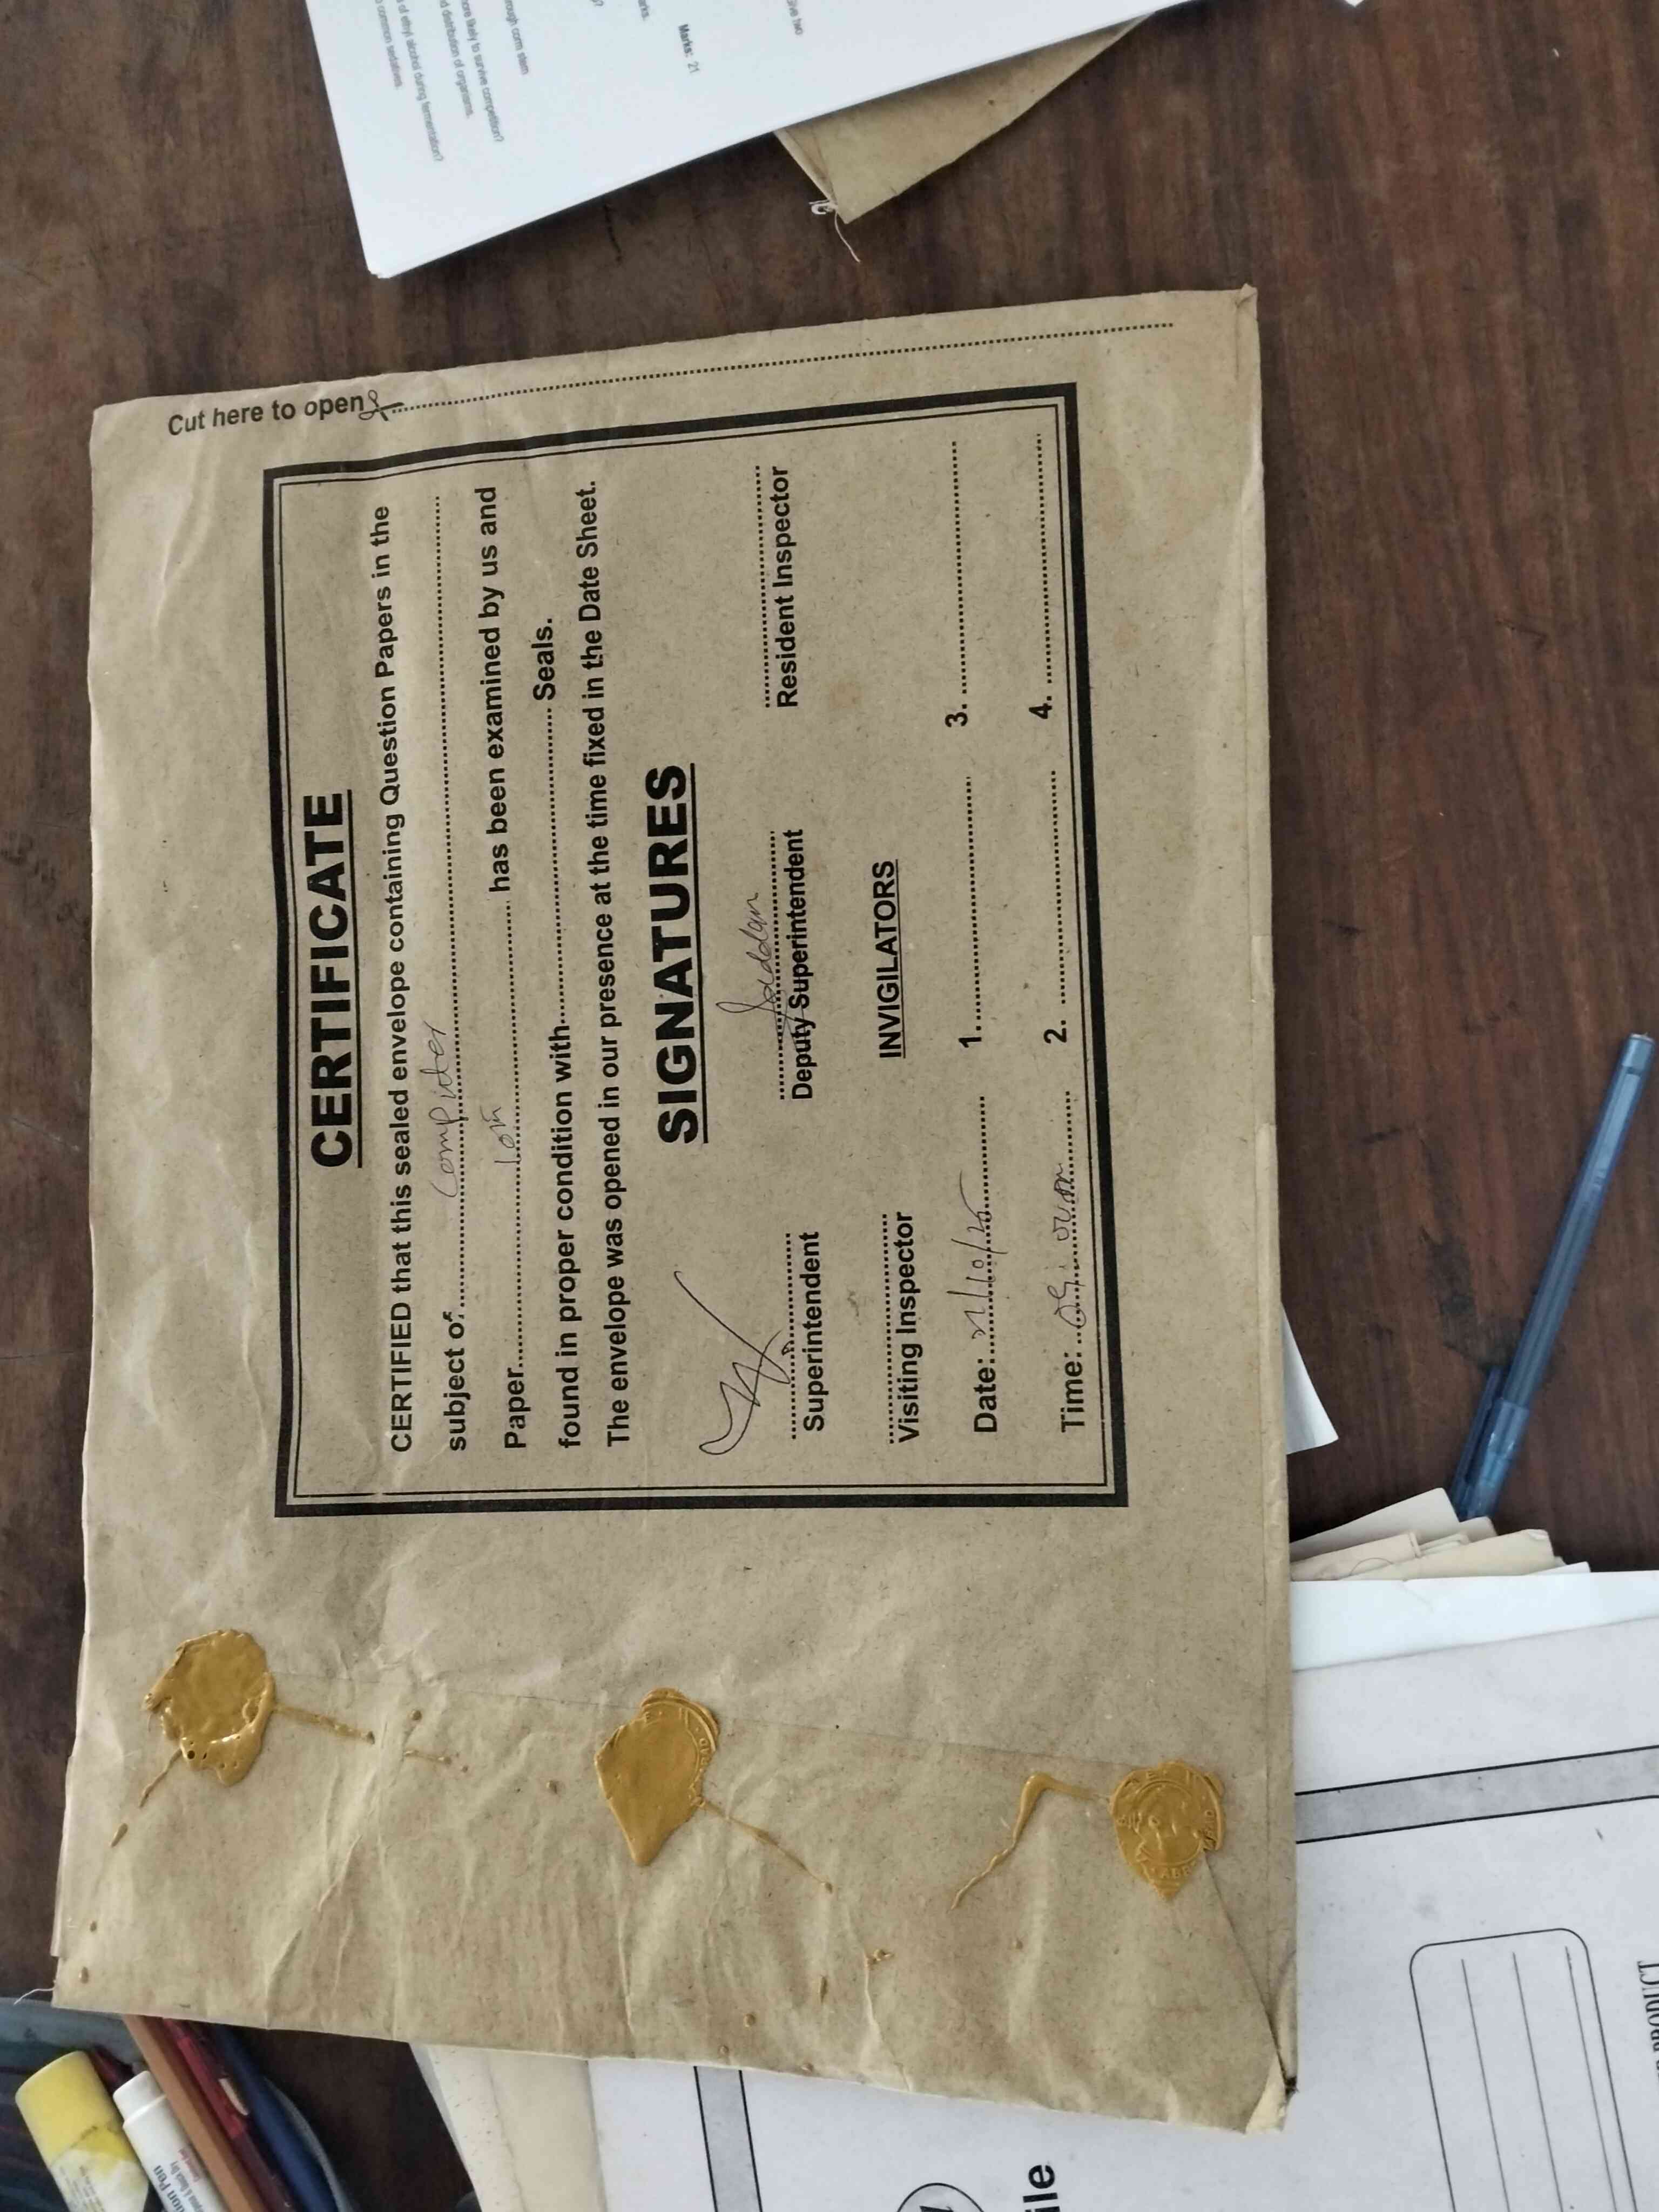 Cut here to open
CERTIFICATE
CERTIFIED that this sealed envelope containing Question Papers in the
subject of Computer
Paper 10th has been examined by us and
found in proper condition with Seals.
The envelope was opened in our presence at the time fixed in the Date Sheet.
SIGNATURES
Superintendent Deputy Superintendent Resident Inspector
INVIGILATORS
Visiting Inspector
Date: 1. 3.
Time: 2. 4.
Marks: 21
PRODUCT